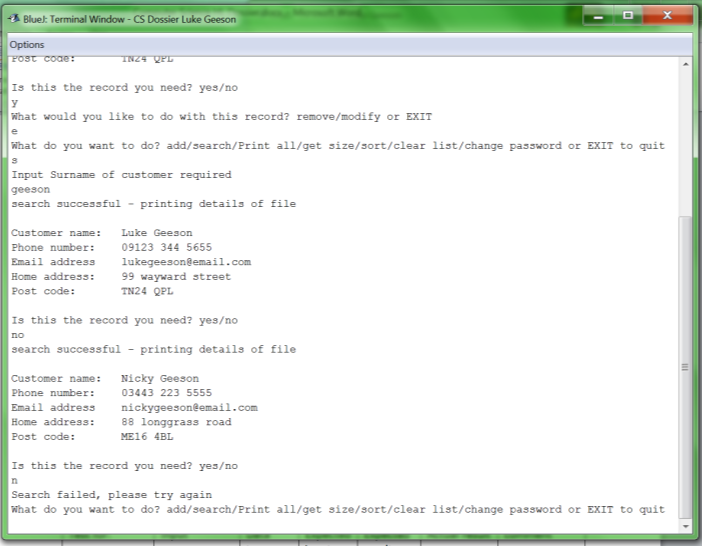 BlueJ: Terminal Window - CS Dossier Luke Geeson
Options
Post code: TN24 QPL
Is this the record you need? yes/no
y
What would you like to do with this record? remove/modify or EXIT
e
What do you want to do? add/search/Print all/get size/sort/clear list/change password or EXIT to quit
s
Input Surname of customer required
geeson
search successful - printing details of file
Customer name: Luke Geeson
Phone number: 09123 344 5655
Email address lukegeeson@email.com
Home address: 99 wayward street
Post code: TN24 QPL
Is this the record you need? yes/no
no
search successful - printing details of file
Customer name: Nicky Geeson
Phone number: 03443 223 5555
Email address nickygeeson@email.com
Home address: 88 longgrass road
Post code: ME16 4BL
Is this the record you need? yes/no
n
Search failed, please try again
What do you want to do? add/search/Print all/get size/sort/clear list/change password or EXIT to quit